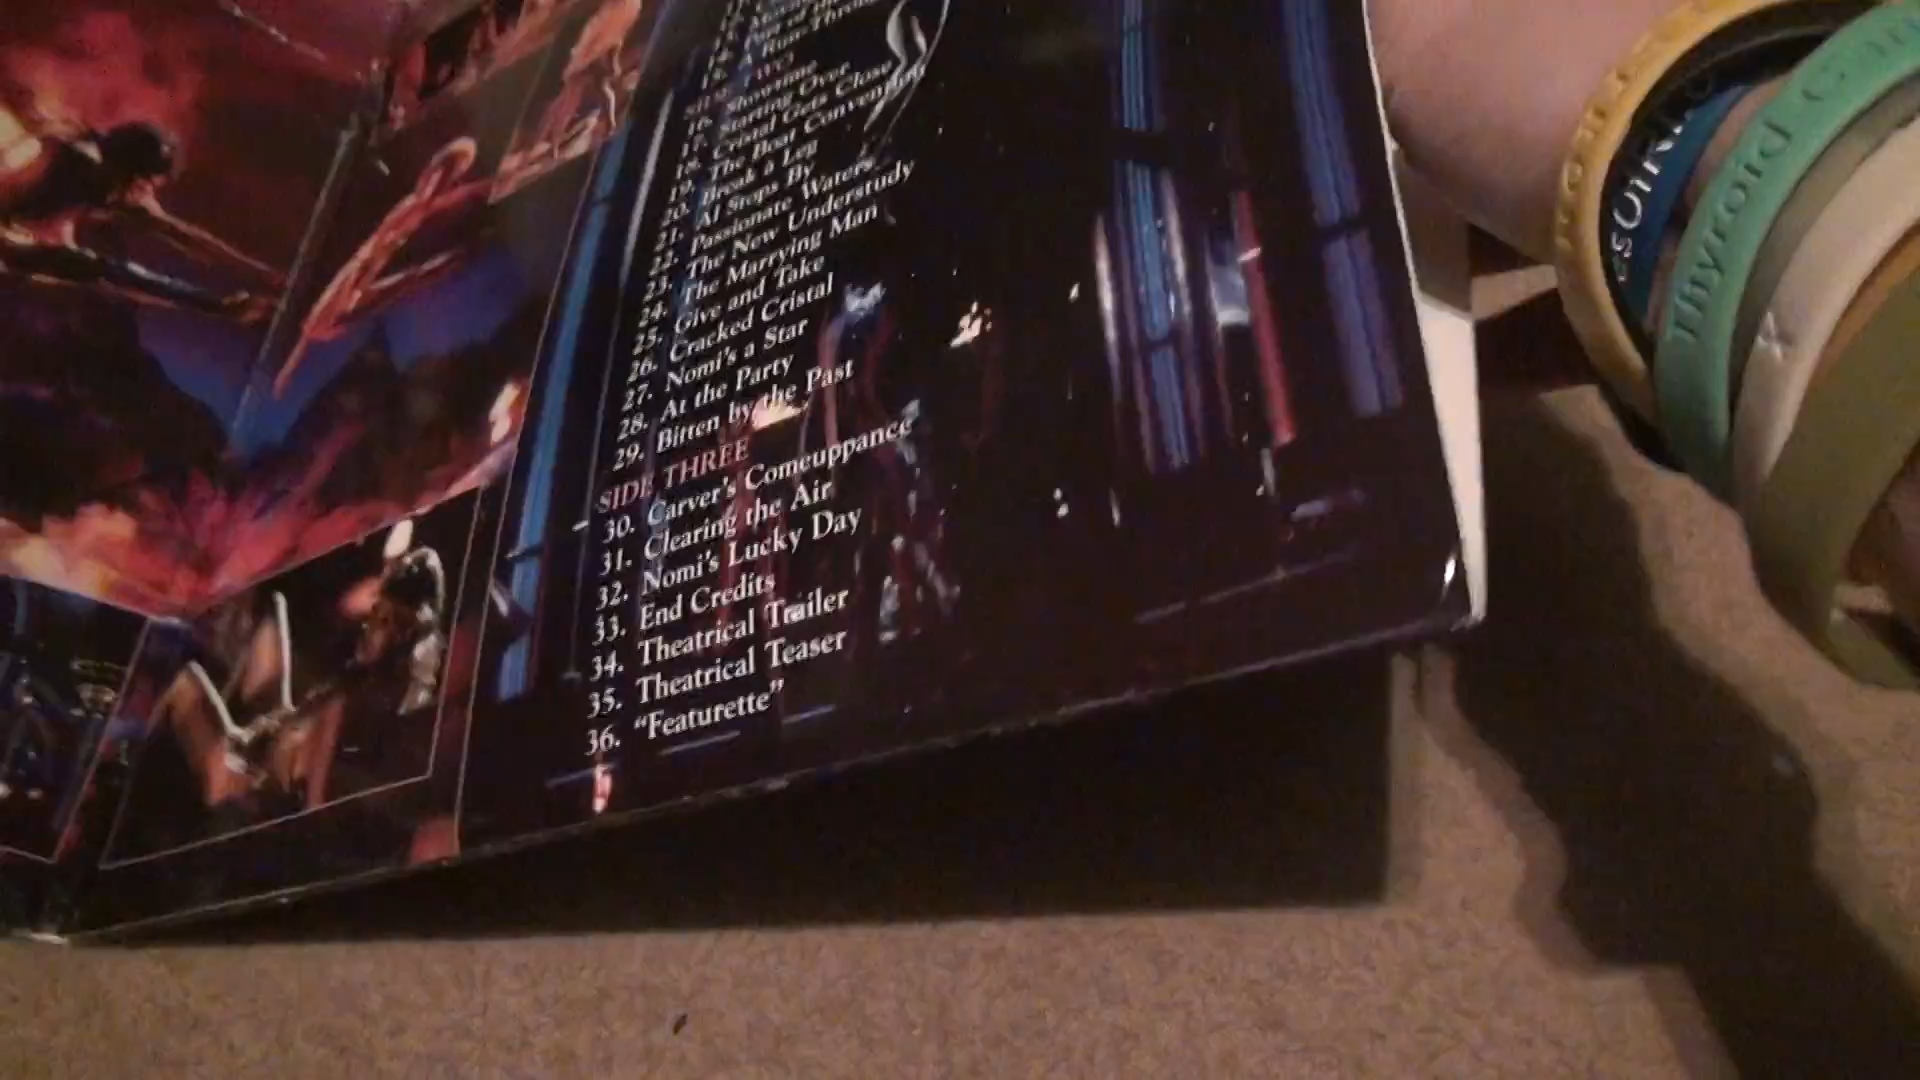 16. Showtime
17. Starting Over
18. Cristal Gets Close
19. The Boat Convention
20. Break a Leg
21. Al Stops By
22. Passionate Waters
23. The New Understudy
24. The Marrying Man
25. Give and Take
26. Cracked Cristal
27. Nomi's a Star
28. At the Party
29. Bitten by the Past
SIDE THREE
30. Carver's Comeuppance
31. Clearing the Air
32. Nomi's Lucky Day
33. End Credits
34. Theatrical Trailer
35. Theatrical Teaser
36. "Featurette"
Thyroid